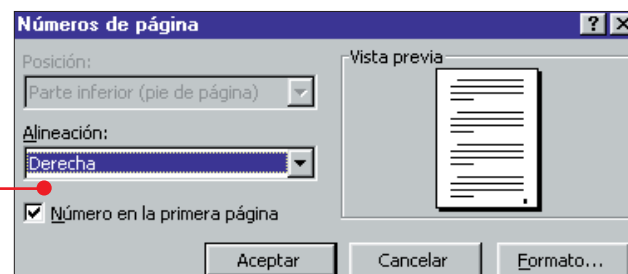 Números de página
Posición:
Parte inferior (pie de página)
Alineación:
Derecha
Número en la primera página
Vista previa
Aceptar
Cancelar
Formato...